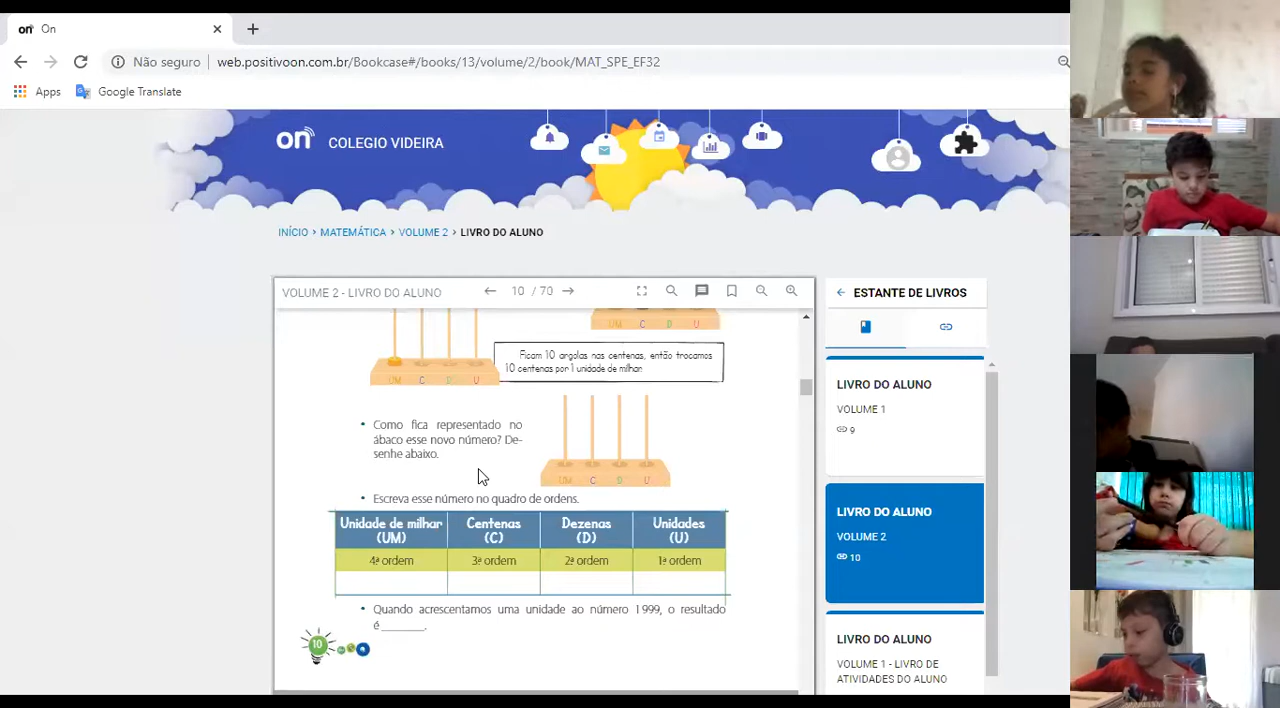 on On
Não seguro web.positivoon.com.br/Bookcase#/books/13/volume/2/book/MAT_SPE_EF32
Apps Google Translate
on COLEGIO VIDEIRA
INÍCIO > MATEMÁTICA > VOLUME 2 > LIVRO DO ALUNO
VOLUME 2 - LIVRO DO ALUNO 10 / 70
ESTANTE DE LIVROS
UM C D U
Ficam 10 argolas nas centenas, então trocamos
10 centenas por 1 unidade de milhar.
UM C D U
Como fica representado no
ábaco esse novo número? De-
senhe abaixo.
UM C D U
Escreva esse número no quadro de ordens.
Unidade de milhar (UM) Centenas (C) Dezenas (D) Unidades (U)
4ª ordem 3ª ordem 2ª ordem 1ª ordem
Quando acrescentamos uma unidade ao número 1 999, o resultado
é ______.
10
LIVRO DO ALUNO
VOLUME 1
9
LIVRO DO ALUNO
VOLUME 2
10
LIVRO DO ALUNO
VOLUME 1 - LIVRO DE
ATIVIDADES DO ALUNO